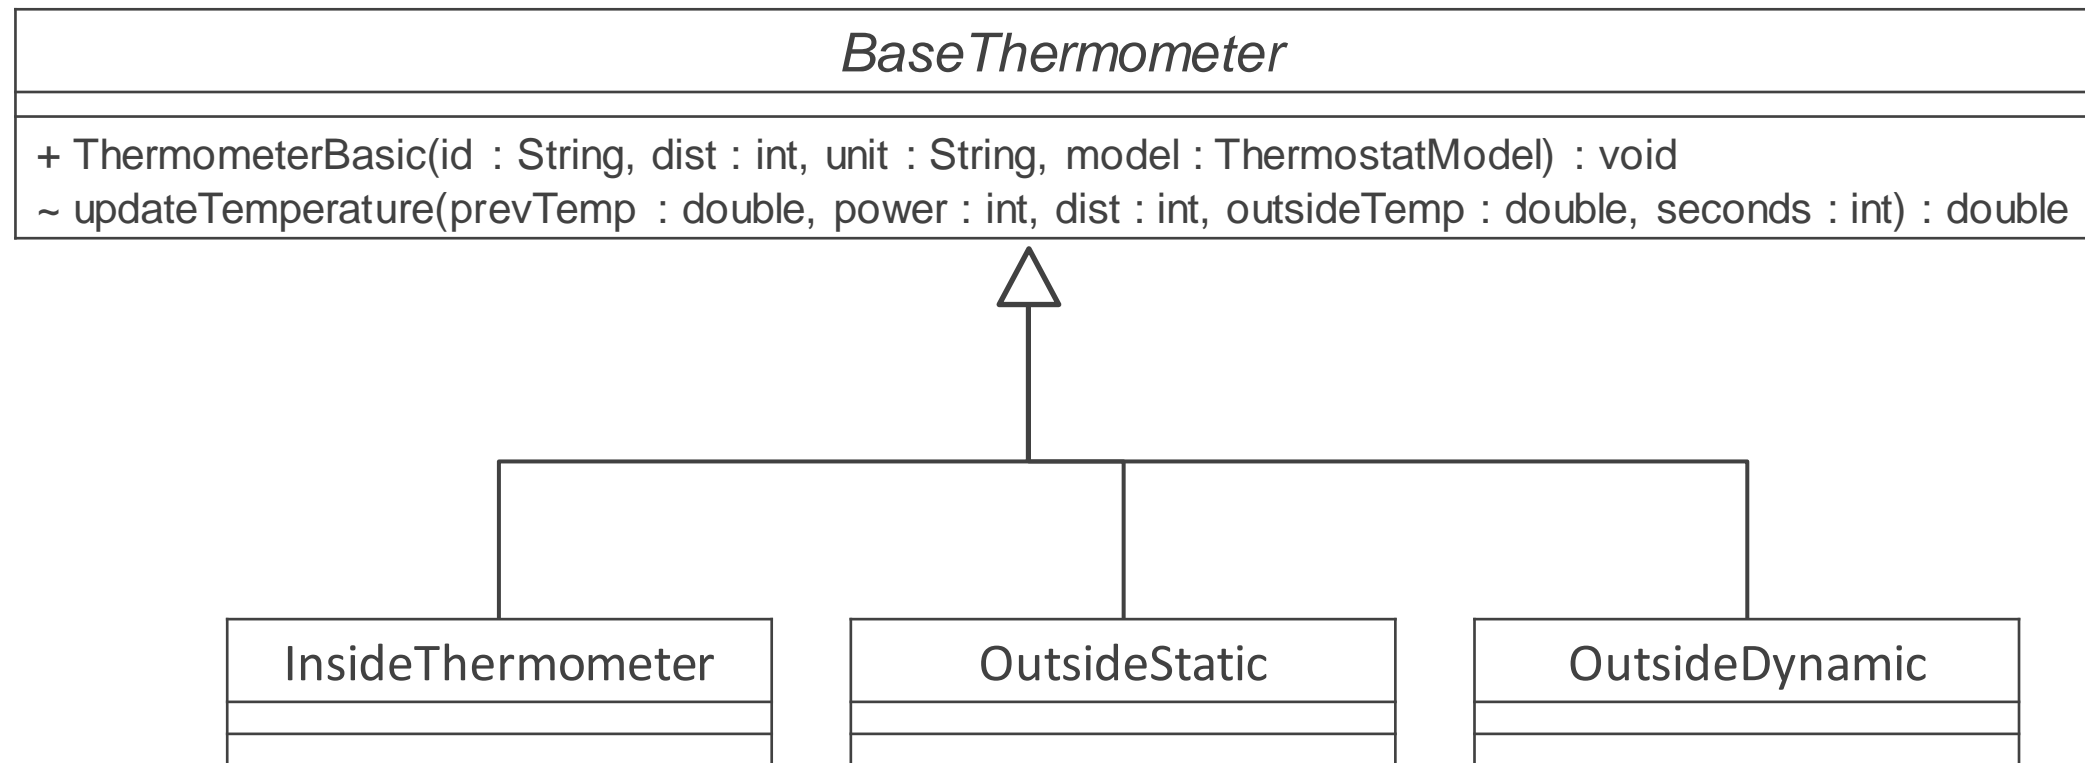 BaseThermometer
+ ThermometerBasic(id : String, dist : int, unit : String, model : ThermostatModel) : void
~ updateTemperature(prevTemp : double, power : int, dist : int, outsideTemp : double, seconds : int) : double
InsideThermometer
OutsideStatic
OutsideDynamic